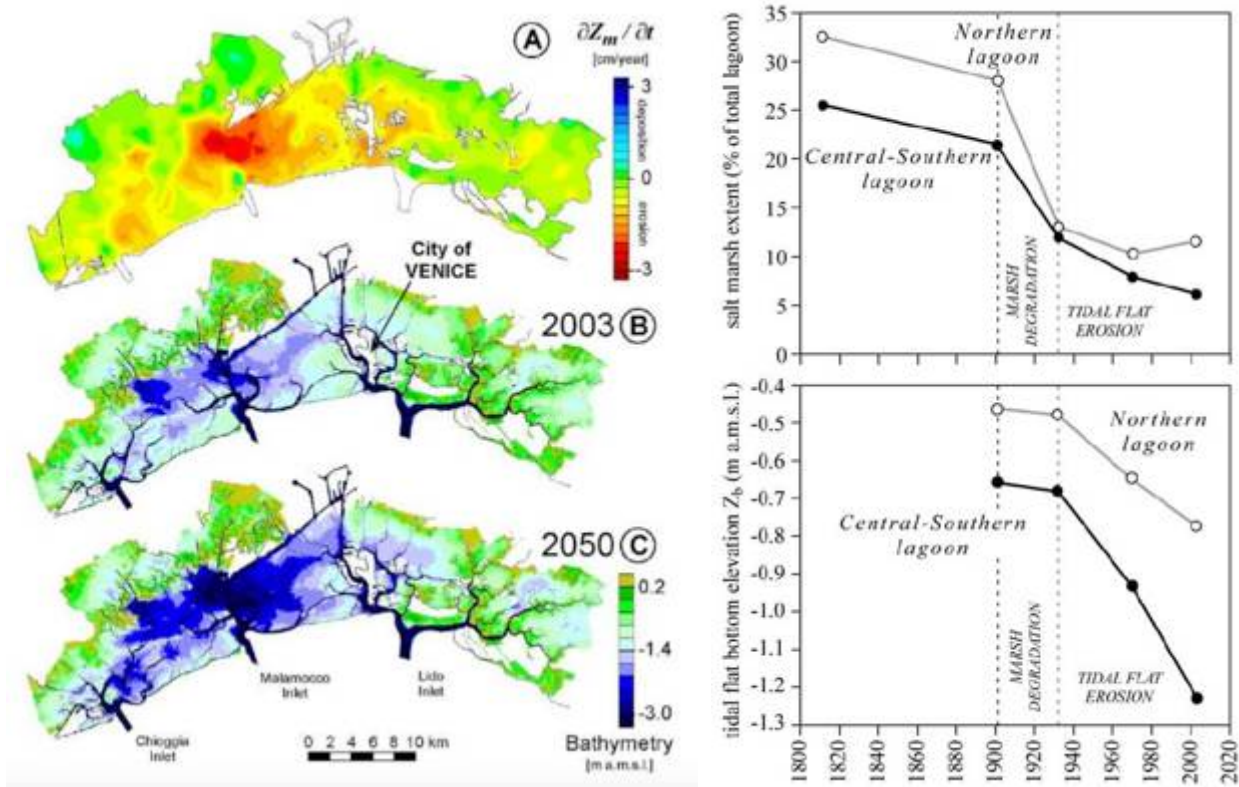 A
∂Zm / ∂t
[cm/year]
3
deposition
0
erosion
-3
City of
VENICE
2003 B
2050 C
0.2
-1.4
-3.0
Bathymetry
[m a.m.s.l.]
Malamocco
Inlet
Lido
Inlet
Chioggia
Inlet
0 2 4 6 8 10 km
salt marsh extent (% of total lagoon)
35
30
25
20
15
10
5
0
Northern
lagoon
Central-Southern
lagoon
MARSH
DEGRADATION
TIDAL FLAT
EROSION
tidal flat bottom elevation Zb (m a.m.s.l.)
-0.4
-0.5
-0.6
-0.7
-0.8
-0.9
-1.0
-1.1
-1.2
-1.3
Northern
lagoon
Central-Southern
lagoon
MARSH
DEGRADATION
TIDAL FLAT
EROSION
1800
1820
1840
1860
1880
1900
1920
1940
1960
1980
2000
2020